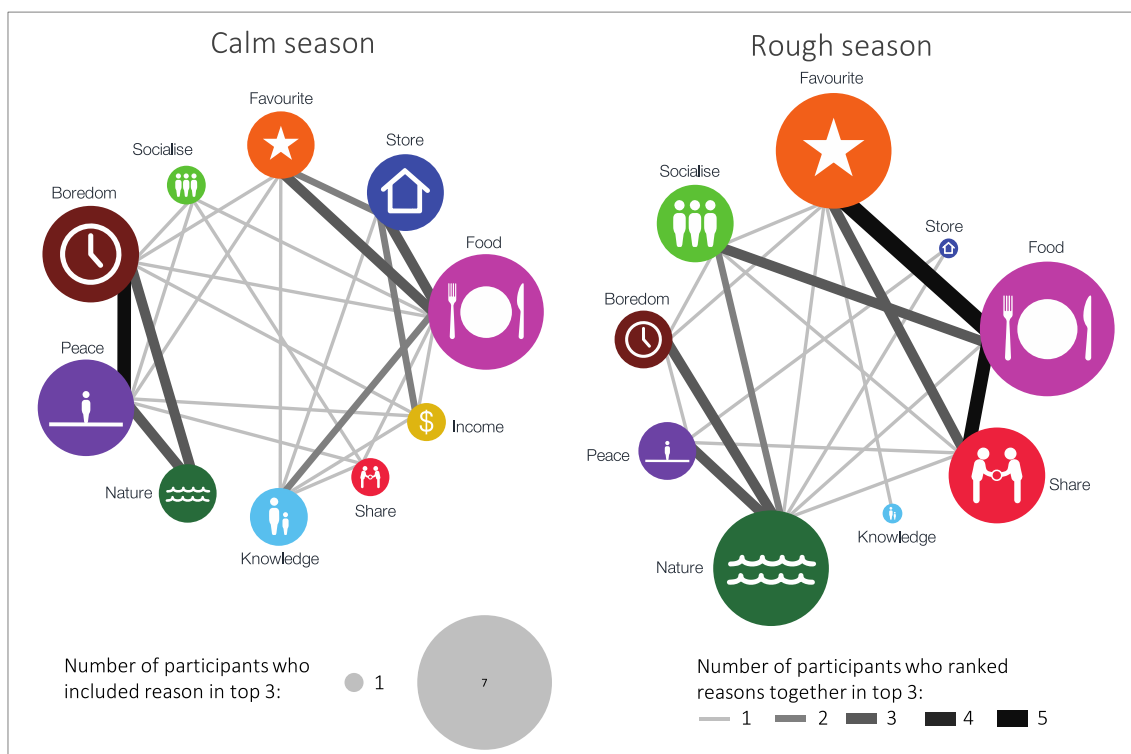 Calm season
Favourite
Store
Socialise
Boredom
Food
Peace
Income
$
Nature
Share
Knowledge
Rough season
Favourite
Socialise
Store
Food
Boredom
Peace
Share
Knowledge
Nature
Number of participants who
included reason in top 3:
1
7
Number of participants who ranked
reasons together in top 3:
1 2 3 4 5